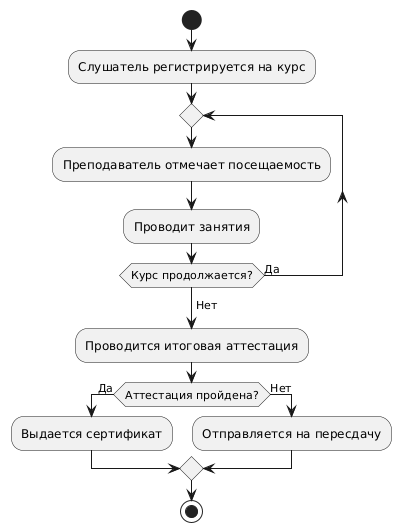 Слушатель регистрируется на курс
Преподаватель отмечает посещаемость
Проводит занятия
Курс продолжается?
Да
Нет
Проводится итоговая аттестация
Да
Аттестация пройдена?
Нет
Выдается сертификат
Отправляется на пересдачу